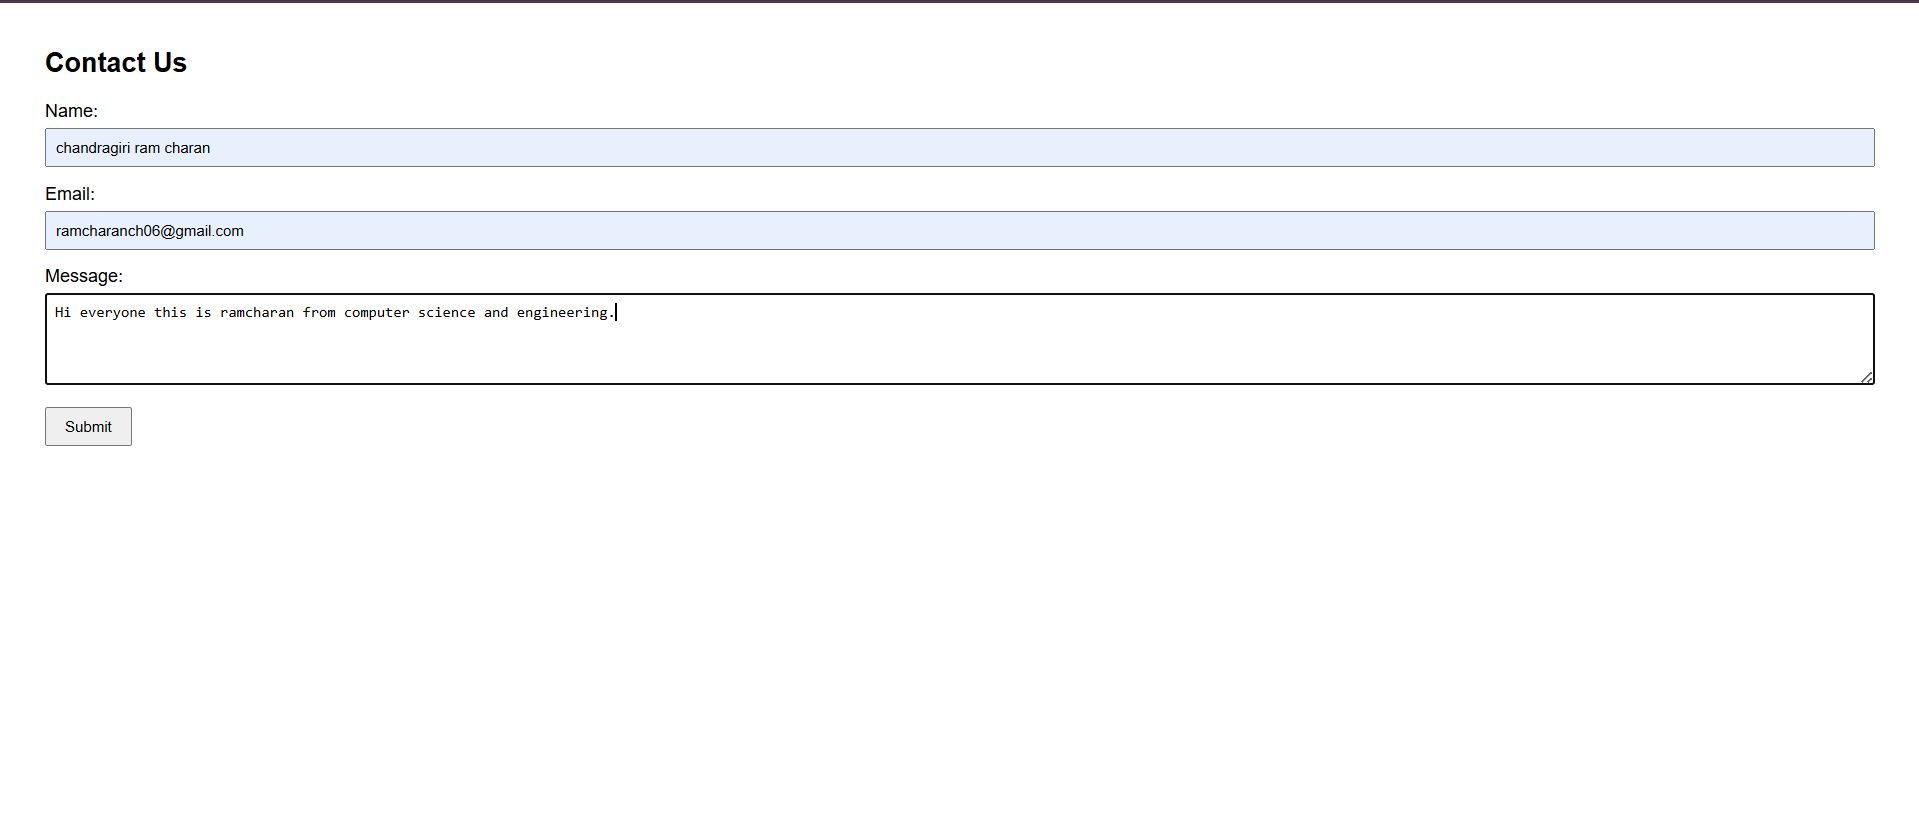 Contact Us
Name:
chandragiri ram charan
Email:
ramcharanch06@gmail.com
Message:
Hi everyone this is ramcharan from computer science and engineering.
Submit